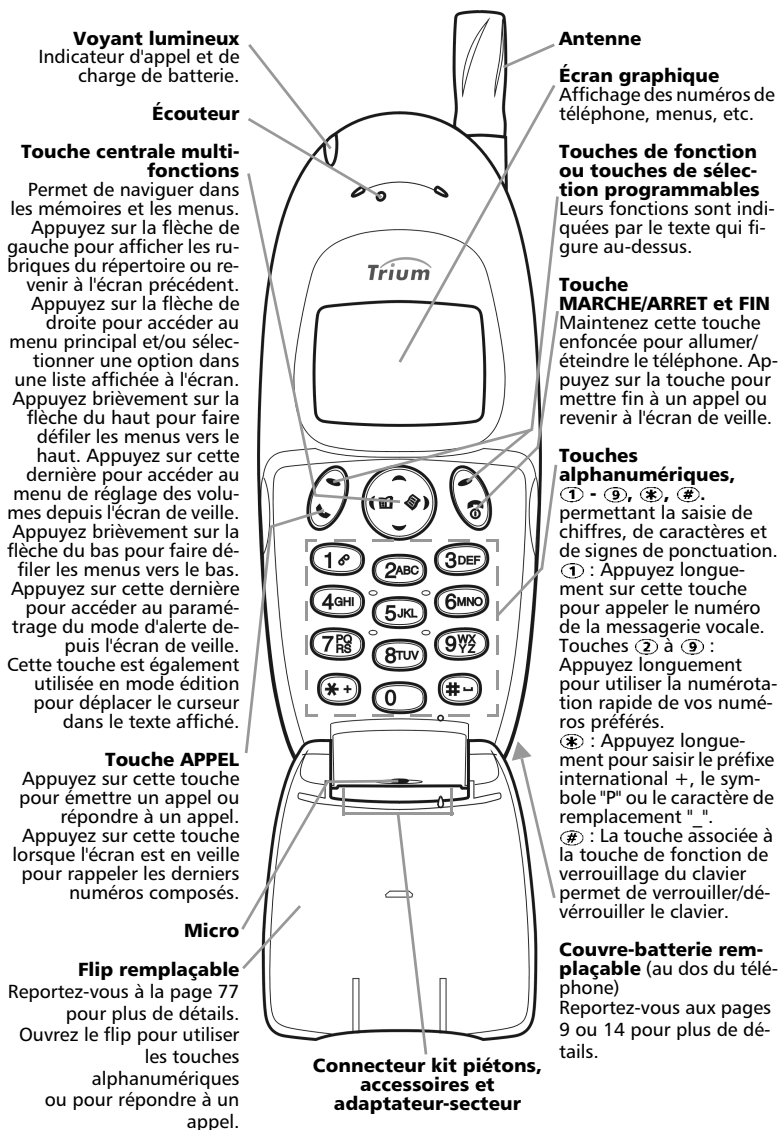 Voyant lumineux
Indicateur d'appel et de
charge de batterie.
Écouteur
Touche centrale multi-
fonctions
Permet de naviguer dans
les mémoires et les menus.
Appuyez sur la flèche de
gauche pour afficher les ru-
briques du répertoire ou re-
venir à l'écran précédent.
Appuyez sur la flèche de
droite pour accéder au
menu principal et/ou sélec-
tionner une option dans
une liste affichée à l'écran.
Appuyez brièvement sur la
flèche du haut pour faire
défiler les menus vers le
haut. Appuyez sur cette
dernière pour accéder au
menu de réglage des volu-
mes depuis l'écran de veille.
Appuyez brièvement sur la
flèche du bas pour faire dé-
filer les menus vers le bas.
Appuyez sur cette dernière
pour accéder au paramé-
trage du mode d'alerte de-
puis l'écran de veille.
Cette touche est également
utilisée en mode édition
pour déplacer le curseur
dans le texte affiché.
Touche APPEL
Appuyez sur cette touche
pour émettre un appel ou
répondre à un appel.
Appuyez sur cette touche
lorsque l'écran est en veille
pour rappeler les derniers
numéros composés.
Micro
Flip remplaçable
Reportez-vous à la page 77
pour plus de détails.
Ouvrez le flip pour utiliser
les touches
alphanumériques
ou pour répondre à un
appel.
Trium
1
2ABC
3DEF
4GHI
5JKL
6MNO
7PQRS
8TUV
9WXYZ
*+
0
#
Connecteur kit piétons,
accessoires et
adaptateur-secteur
Antenne
Écran graphique
Affichage des numéros de
téléphone, menus, etc.
Touches de fonction
ou touches de sélec-
tion programmables
Leurs fonctions sont indi-
quées par le texte qui fi-
gure au-dessus.
Touche
MARCHE/ARRET et FIN
Maintenez cette touche
enfoncée pour allumer/
éteindre le téléphone. Ap-
puyez sur la touche pour
mettre fin à un appel ou
revenir à l'écran de veille.
Touches
alphanumériques,
1 - 9, *, #.
permettant la saisie de
chiffres, de caractères et
de signes de ponctuation.
1 : Appuyez longue-
ment sur cette touche
pour appeler le numéro
de la messagerie vocale.
Touches 2 à 9 :
Appuyez longuement
pour utiliser la numérota-
tion rapide de vos numé-
ros préférés.
* : Appuyez longue-
ment pour saisir le préfixe
international +, le sym-
bole "P" ou le caractère de
remplacement "_".
# : La touche associée à
la touche de fonction de
verrouillage du clavier
permet de verrouiller/dé-
vérrouiller le clavier.
Couvre-batterie rem-
plaçable (au dos du télé-
phone)
Reportez-vous aux pages
9 ou 14 pour plus de dé-
tails.